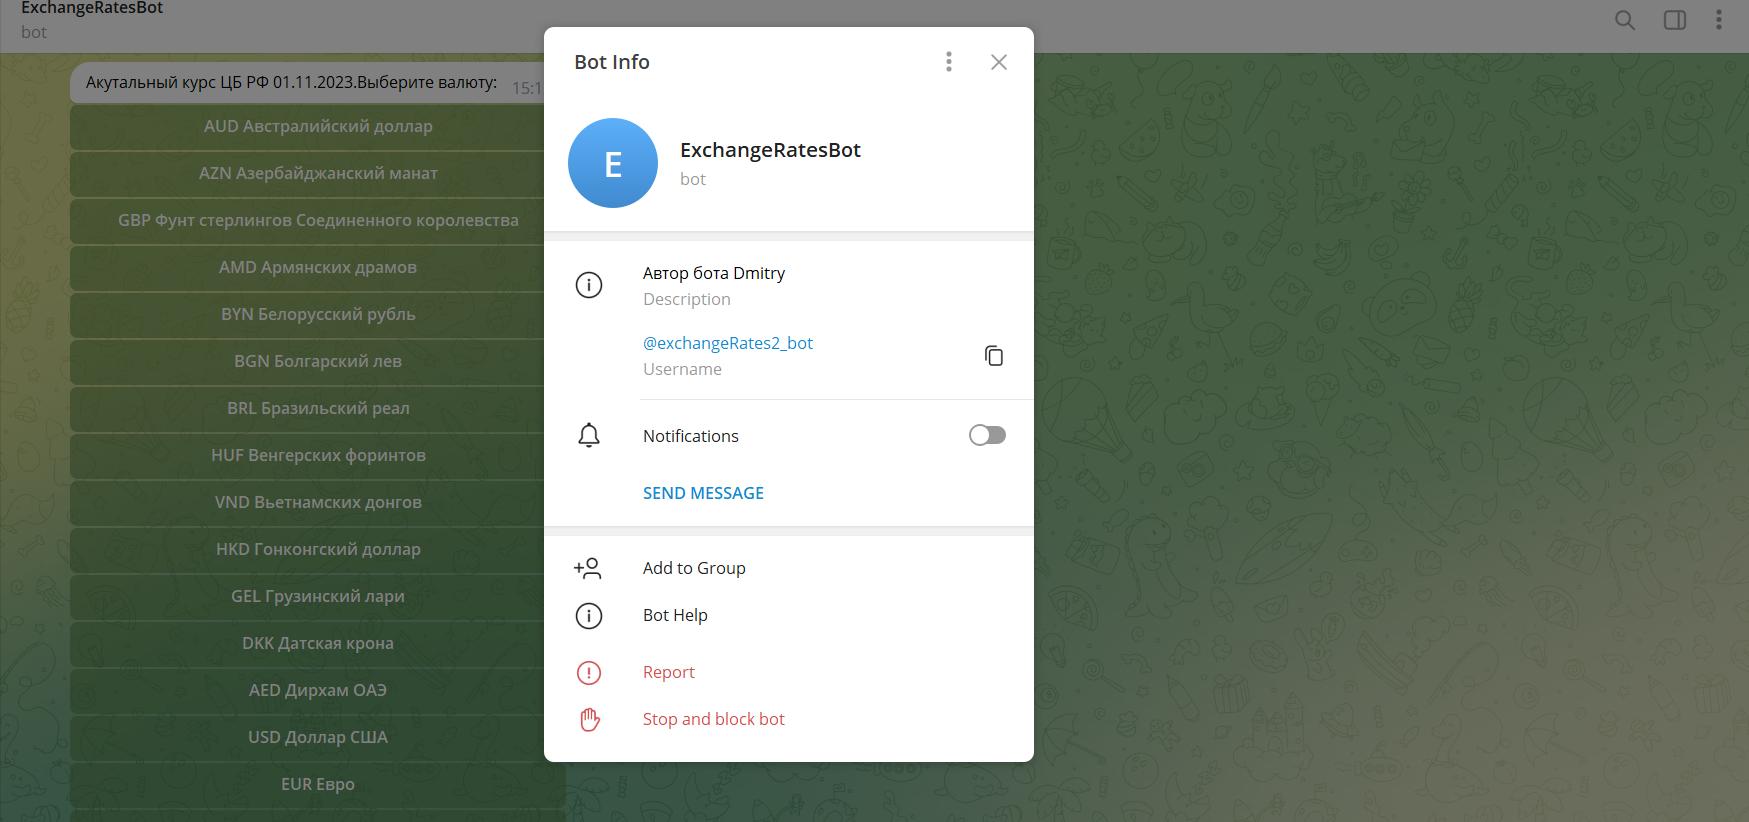 ExchangeRatesBot
bot
Акутальный курс ЦБ РФ 01.11.2023.Выберите валюту:
AUD Австралийский доллар
AZN Азербайджанский манат
GBP Фунт стерлингов Соединенного королевства
AMD Армянских драмов
BYN Белорусский рубль
BGN Болгарский лев
BRL Бразильский реал
HUF Венгерских форинтов
VND Вьетнамских донгов
HKD Гонконгский доллар
GEL Грузинский лари
DKK Датская крона
AED Дирхам ОАЭ
USD Доллар США
EUR Евро
Bot Info
E
ExchangeRatesBot
bot
Автор бота Dmitry
Description
@exchangeRates2_bot
Username
Notifications
SEND MESSAGE
Add to Group
Bot Help
Report
Stop and block bot